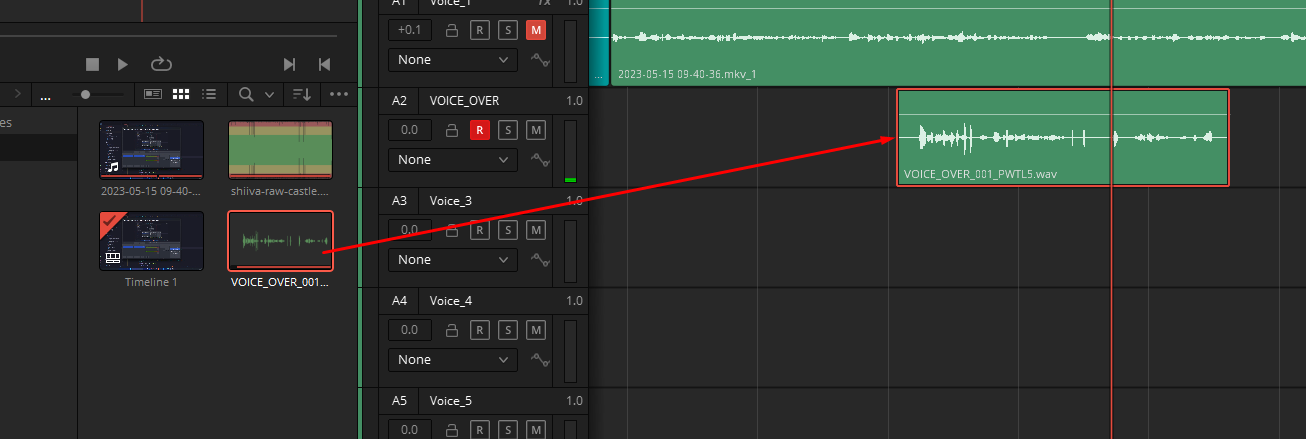 A1 Voice_1 fx 1.0
+0.1 R S M
None
...
2023-05-15 09-40-36.mkv_1
...
A2 VOICE_OVER 1.0
0.0 R S M
None
VOICE_OVER_001_PWTL5.wav
es
2023-05-15 09-40-...
shiiva-raw-castle....
Timeline 1
VOICE_OVER_001...
A3 Voice_3 1.0
0.0 R S M
None
A4 Voice_4 1.0
0.0 R S M
None
A5 Voice_5 1.0
0.0 R S M